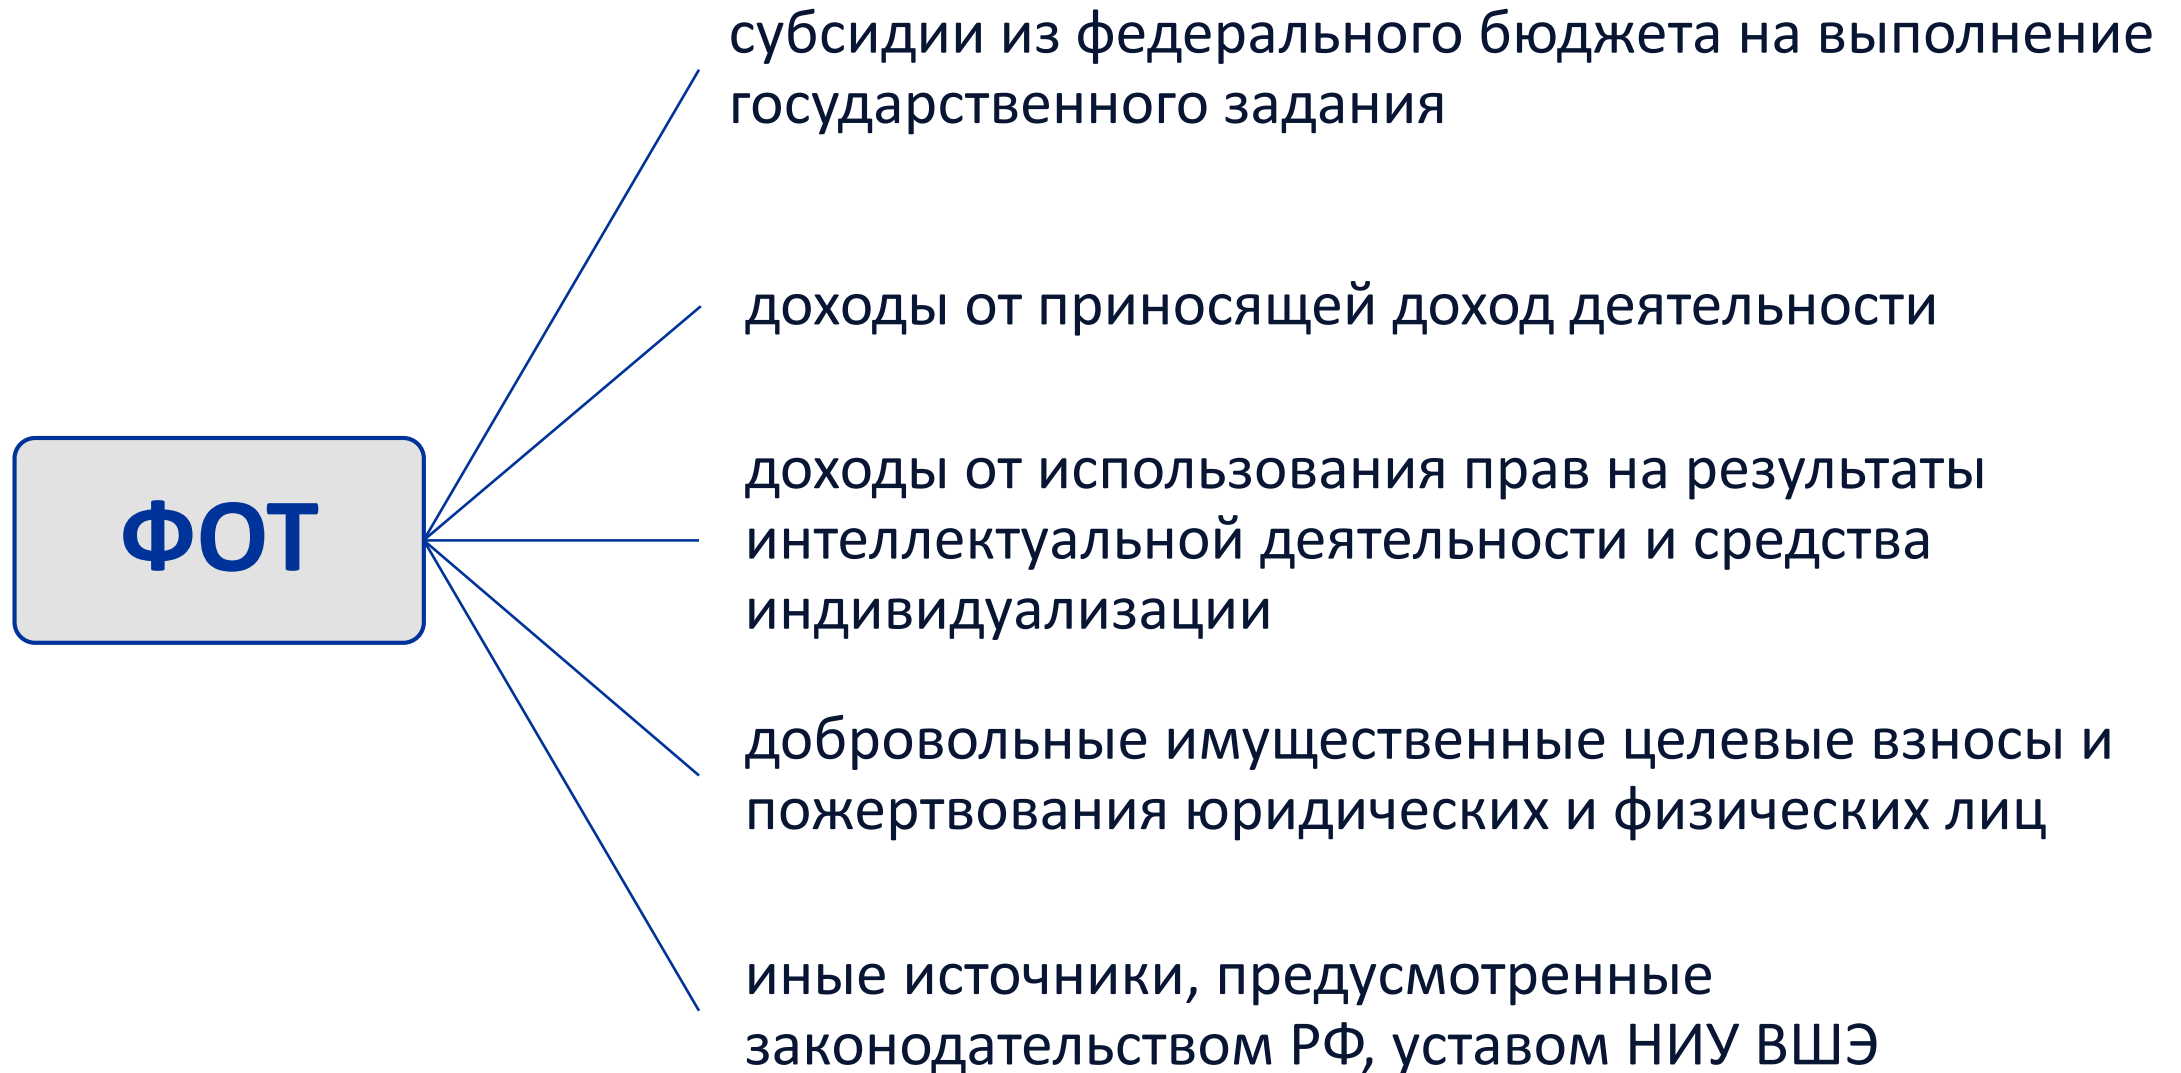 субсидии из федерального бюджета на выполнение
государственного задания
доходы от приносящей доход деятельности
ФОТ
доходы от использования прав на результаты
интеллектуальной деятельности и средства
индивидуализации
добровольные имущественные целевые взносы и
пожертвования юридических и физических лиц
иные источники, предусмотренные
законодательством РФ, уставом НИУ ВШЭ